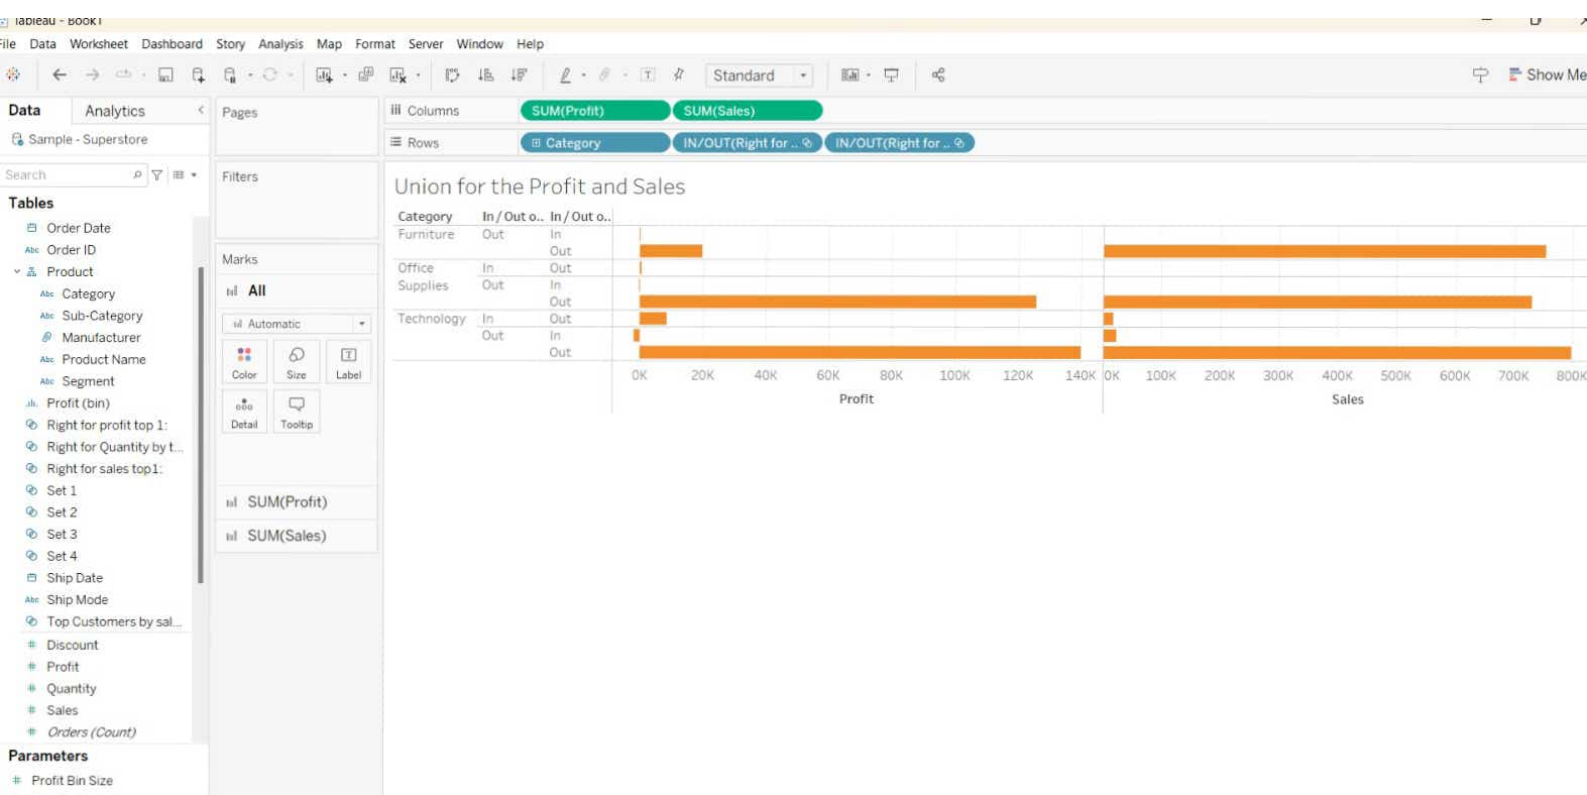 Tableau - Book1
File Data Worksheet Dashboard Story Analysis Map Format Server Window Help
Standard
Show Me
Data Analytics
Sample - Superstore
Search
Tables
Order Date
Abc Order ID
Product
Abc Category
Abc Sub-Category
Manufacturer
Abc Product Name
Abc Segment
Profit (bin)
Right for profit top 1:
Right for Quantity by t...
Right for sales top1:
Set 1
Set 2
Set 3
Set 4
Ship Date
Abc Ship Mode
Top Customers by sal...
# Discount
# Profit
# Quantity
# Sales
# Orders (Count)
Parameters
# Profit Bin Size
Pages
Filters
Marks
All
Automatic
Color Size Label
Detail Tooltip
SUM(Profit)
SUM(Sales)
Columns SUM(Profit) SUM(Sales)
Rows Category IN/OUT(Right for .. IN/OUT(Right for ..
Union for the Profit and Sales
Category In / Out o.. In / Out o..
Furniture Out In
Out
Office In Out
Supplies Out In
Out
Technology In Out
Out In
Out
0K 20K 40K 60K 80K 100K 120K 140K 0K 100K 200K 300K 400K 500K 600K 700K 800K
Profit Sales